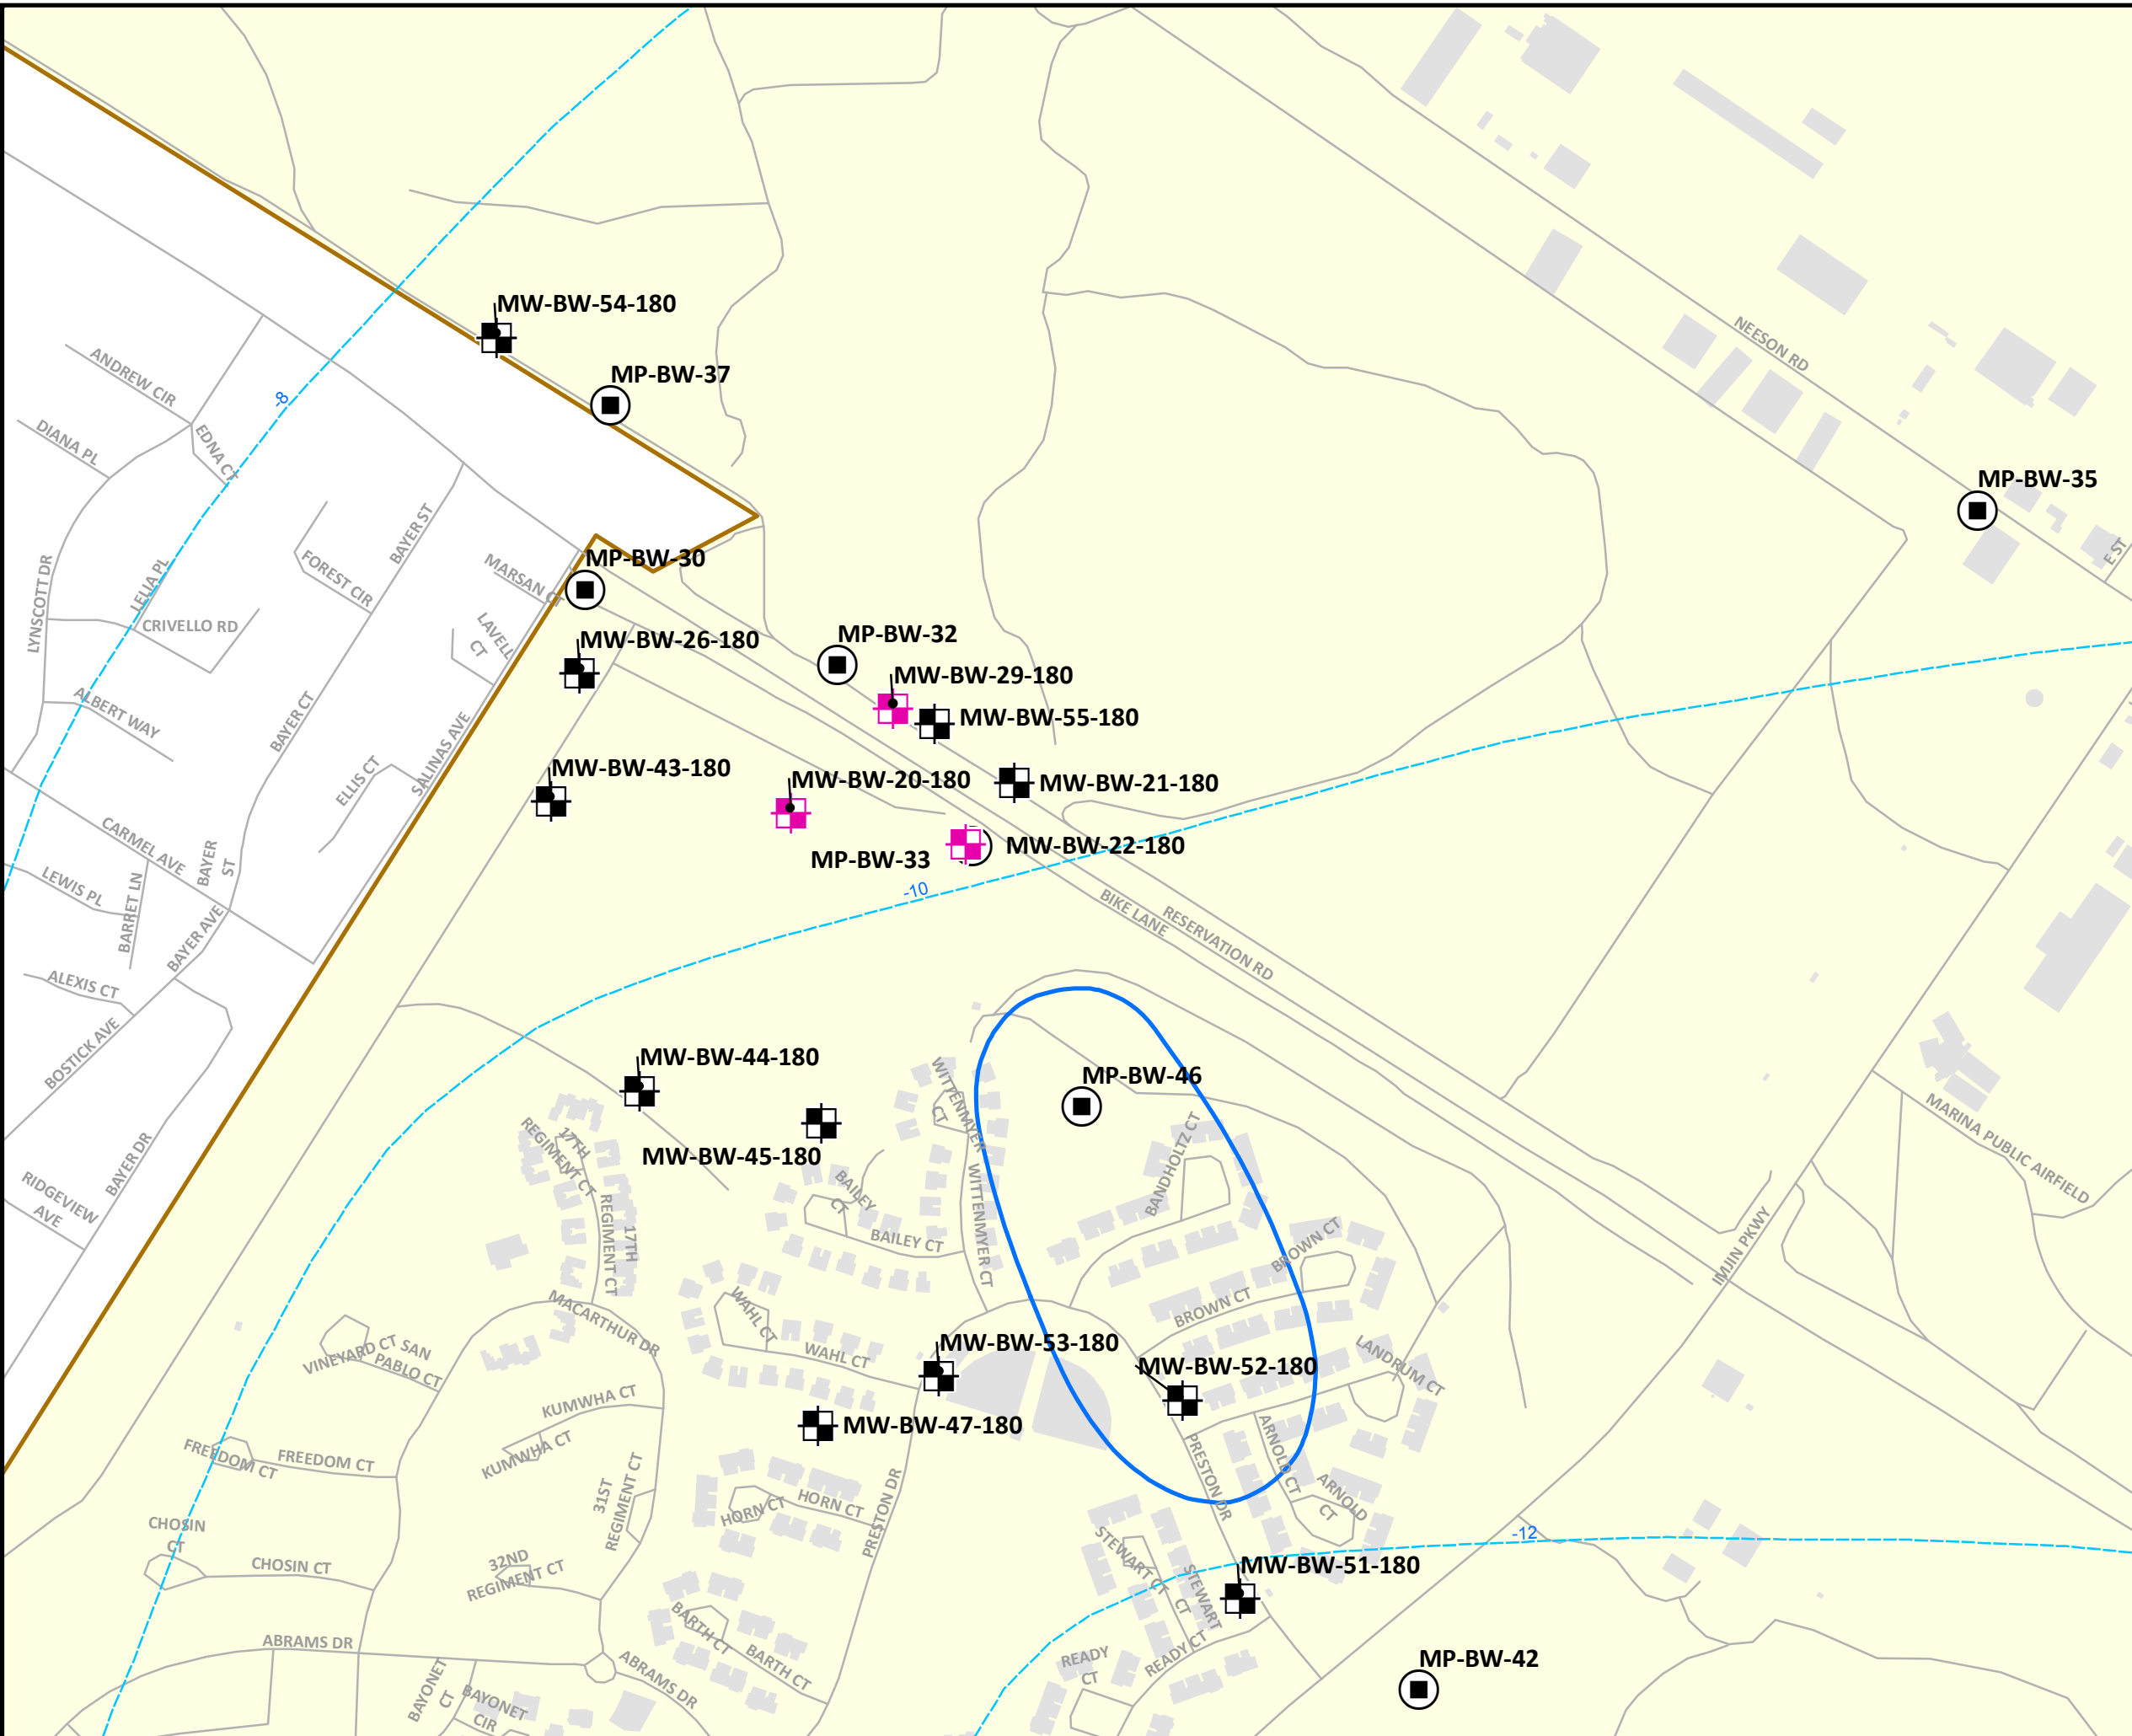 MW-BW-54-180
NEESON RD
ANDREW CIR
MP-BW-37
-8
DIANA PL
EDNA CT
MP-BW-35
BAYER ST
E ST
LYNSCOTT DR
LELIA PL
FOREST CIR
MARSAN CT
MP-BW-30
CRIVELLO RD
LAVELL
CT
MW-BW-26-180
MP-BW-32
MW-BW-29-180
ALBERT WAY
BAYER CT
SALINAS AVE
MW-BW-55-180
ELLIS CT
MW-BW-43-180
MW-BW-20-180
MW-BW-21-180
CARMEL AVE
BAYER
ST
MW-BW-22-180
MP-BW-33
LEWIS PL
BARRET LN
-10
BIKE LANE
RESERVATION RD
BAYER AVE
ALEXIS CT
BOSTICK AVE
MW-BW-44-180
WITTENMYER
CT
MP-BW-46
MARINA PUBLIC AIRFIELD
17TH
REGIMENT CT
MW-BW-45-180
BAYER DR
BANDHOLTZ CT
RIDGEVIEW
AVE
BAILEY
CT
WITTENMYER CT
REGIMENT CT
17TH
BAILEY CT
BROWN CT
IMJIN PKWY
MACARTHUR DR
WAHL CT
BROWN CT
VINEYARD CT
SAN
PABLO CT
WAHL CT
MW-BW-53-180
MW-BW-52-180
LANDRUM CT
KUMWHA CT
MW-BW-47-180
KUMWHA CT
FREEDOM CT
FREEDOM CT
ARNOLD CT
PRESTON DR
31ST
REGIMENT CT
HORN CT
HORN CT
PRESTON DR
ARNOLD
CT
CHOSIN
CT
CHOSIN CT
-12
32ND
REGIMENT CT
STEWART CT
STEWART
CT
MW-BW-51-180
BARTH CT
BARTH CT
ABRAMS DR
READY
CT
READY CT
MP-BW-42
ABRAMS DR
BAYONET
CT
BAYONET
CIR